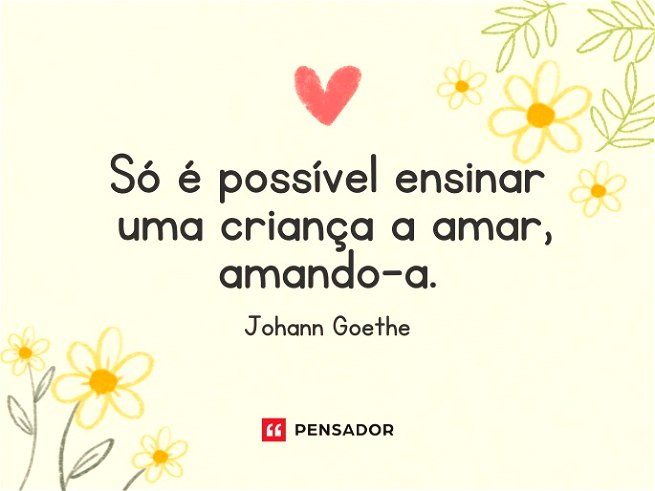 Só é possível ensinar
uma criança a amar,
amando-a.
Johann Goethe
PENSADOR